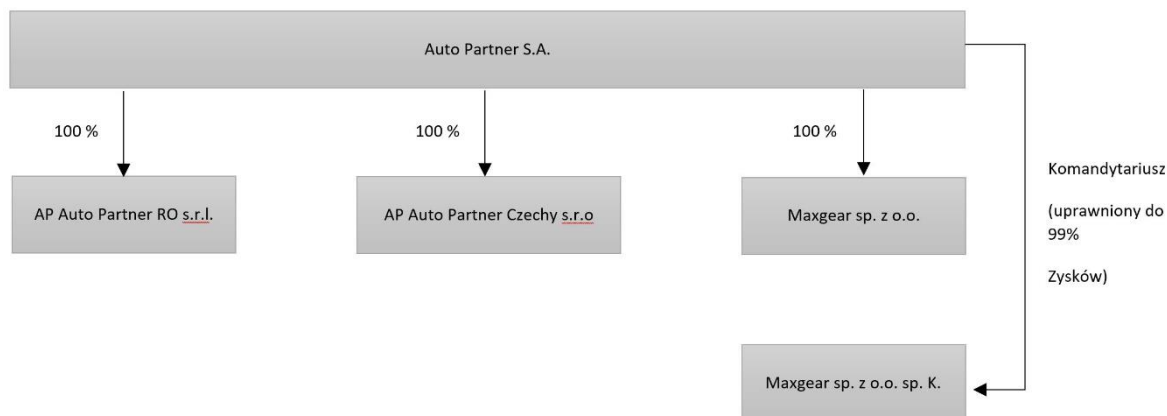 Auto Partner S.A.
100 %
100 %
100 %
AP Auto Partner RO s.r.l.
AP Auto Partner Czechy s.r.o
Maxgear sp. z o.o.
Komandytariusz
(uprawniony do
99%
Zysków)
Maxgear sp. z o.o. sp. K.